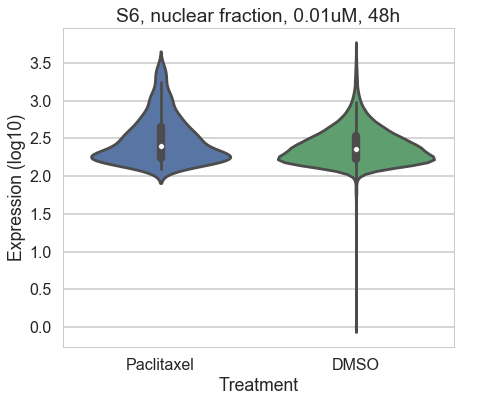 S6, nuclear fraction, 0.01uM, 48h
Expression (log10)
3.5
3.0
2.5
2.0
1.5
1.0
0.5
0.0
Paclitaxel DMSO
Treatment